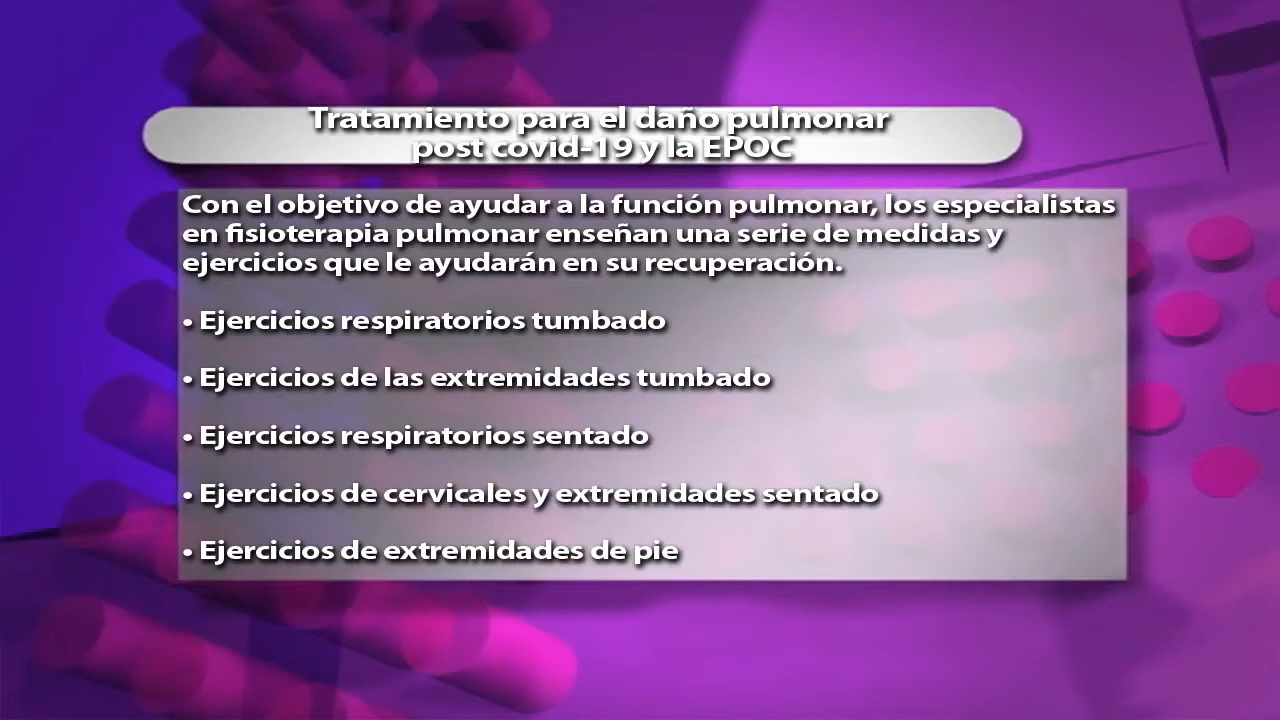 Tratamiento para el daño pulmonar
post covid-19 y la EPOC
Con el objetivo de ayudar a la función pulmonar, los especialistas
en fisioterapia pulmonar enseñan una serie de medidas y
ejercicios que le ayudarán en su recuperación.
• Ejercicios respiratorios tumbado
• Ejercicios de las extremidades tumbado
• Ejercicios respiratorios sentado
• Ejercicios de cervicales y extremidades sentado
• Ejercicios de extremidades de pie